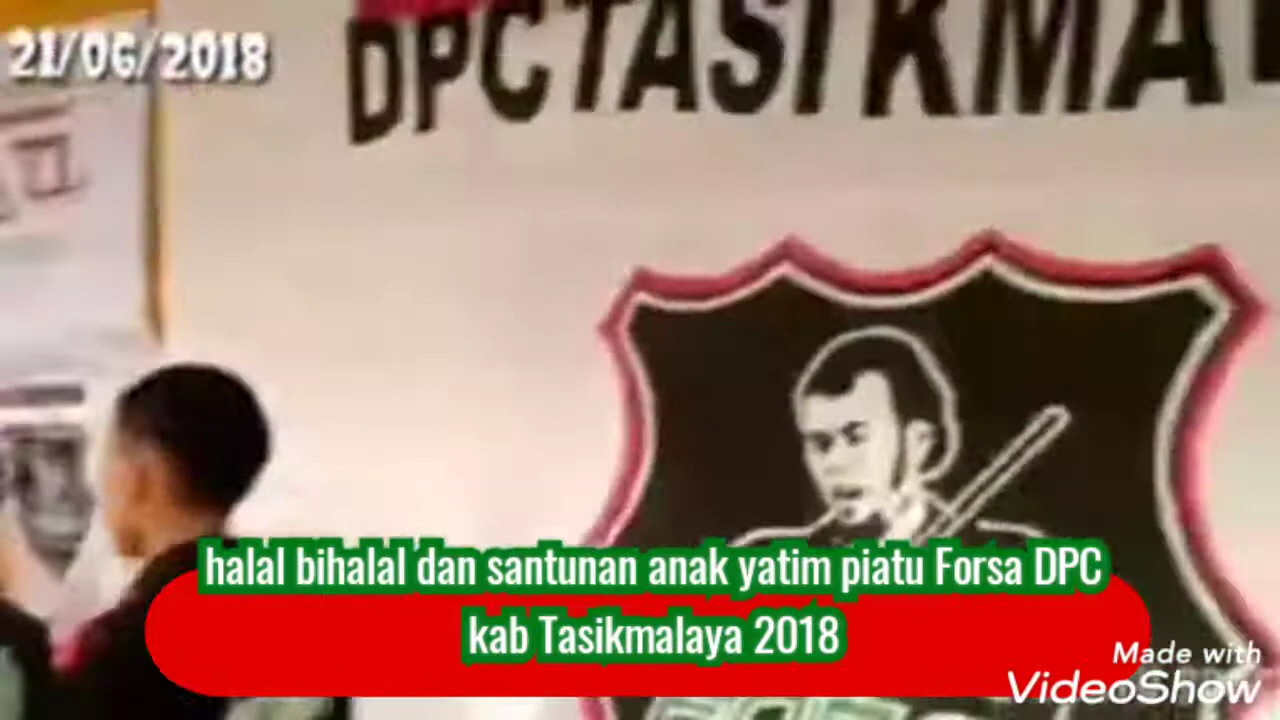 21/06/2018
DPC TASIKMA
halal bihalal dan santunan anak yatim piatu Forsa DPC
kab Tasikmalaya 2018
Made with
VideoShow